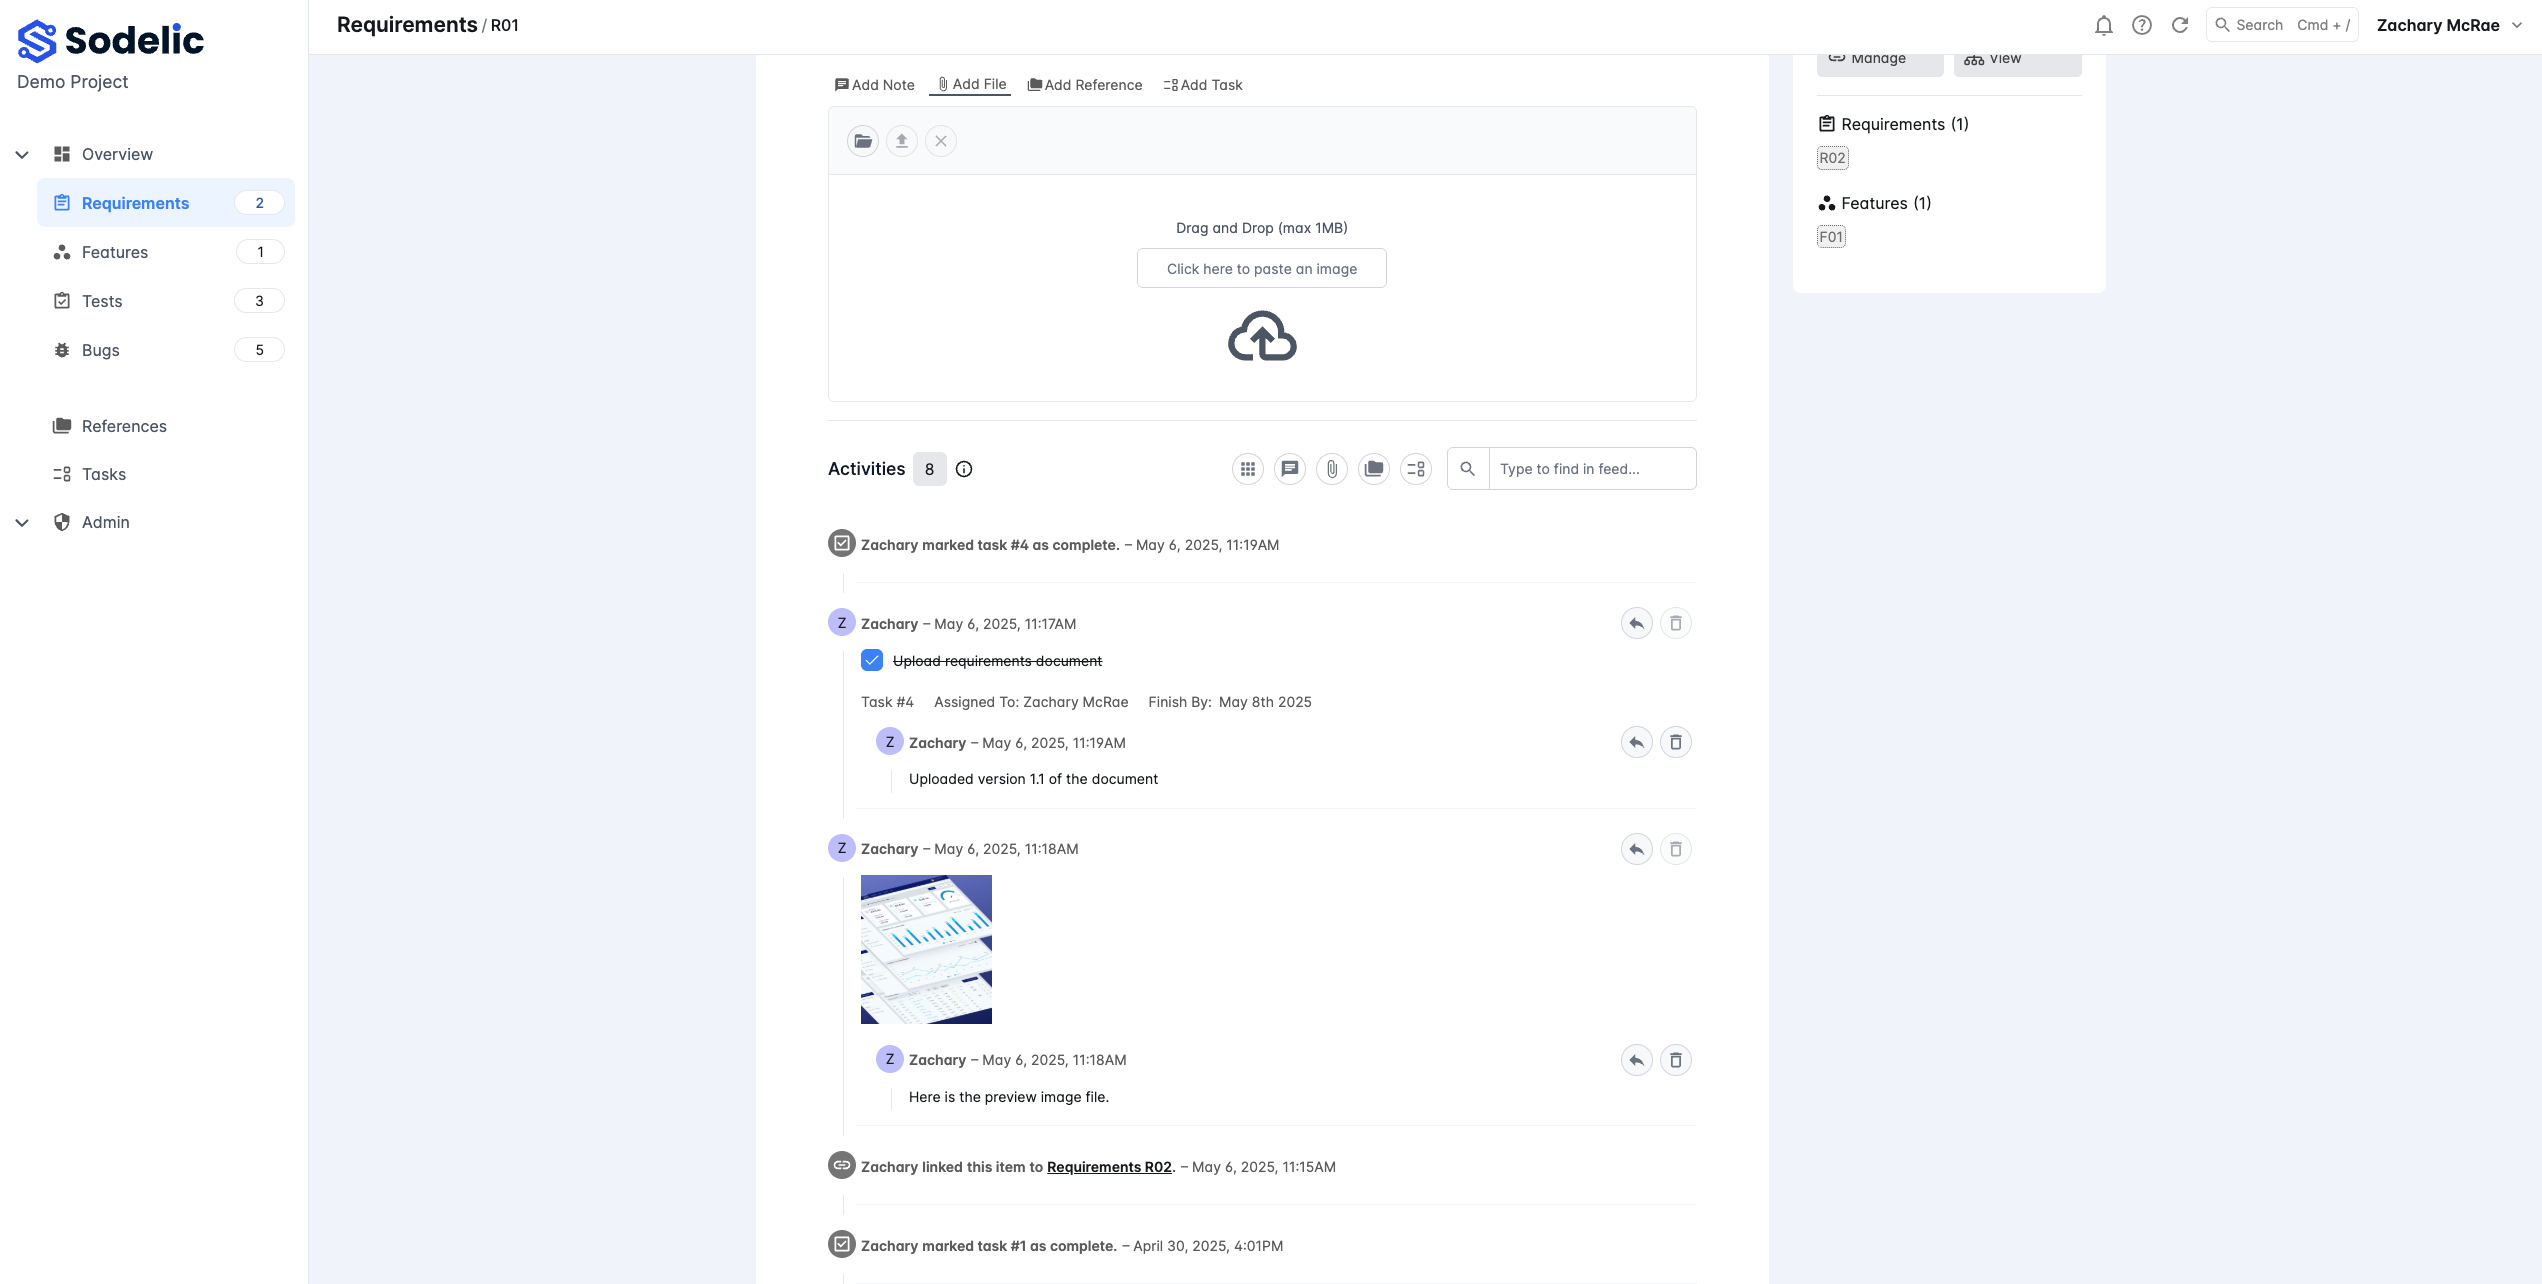 Sodelic
Demo Project
Overview
Requirements 2
Features 1
Tests 3
Bugs 5
References
Tasks
Admin
Requirements / R01
Search Cmd + /
Zachary McRae
Add Note Add File Add Reference Add Task
Drag and Drop (max 1MB)
Click here to paste an image
Activities 8
Type to find in feed...
Zachary marked task #4 as complete. – May 6, 2025, 11:19AM
Z Zachary – May 6, 2025, 11:17AM
Upload requirements document
Task #4 Assigned To: Zachary McRae Finish By: May 8th 2025
Z Zachary – May 6, 2025, 11:19AM
Uploaded version 1.1 of the document
Z Zachary – May 6, 2025, 11:18AM
Z Zachary – May 6, 2025, 11:18AM
Here is the preview image file.
Zachary linked this item to Requirements R02. – May 6, 2025, 11:15AM
Zachary marked task #1 as complete. – April 30, 2025, 4:01PM
Manage View
Requirements (1)
R02
Features (1)
F01